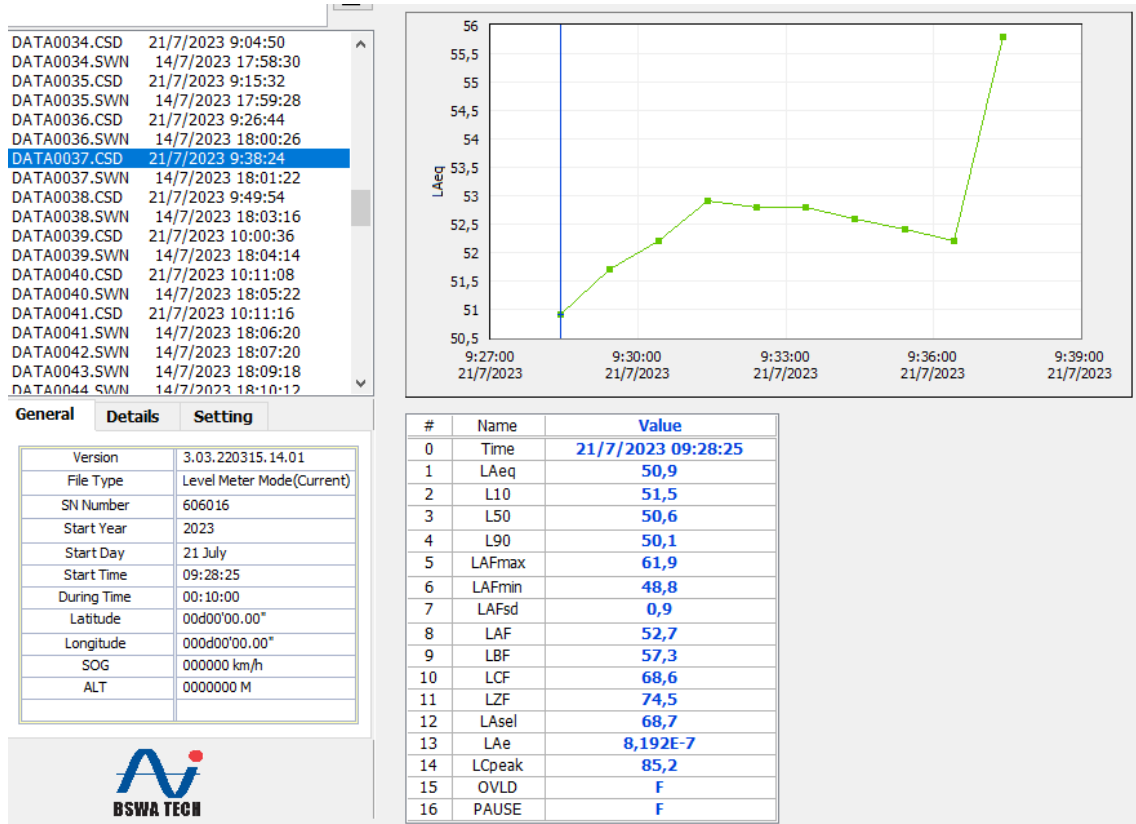 DATA0034.CSD 21/7/2023 9:04:50
DATA0034.SWN 14/7/2023 17:58:30
DATA0035.CSD 21/7/2023 9:15:32
DATA0035.SWN 14/7/2023 17:59:28
DATA0036.CSD 21/7/2023 9:26:44
DATA0036.SWN 14/7/2023 18:00:26
DATA0037.CSD 21/7/2023 9:38:24
DATA0037.SWN 14/7/2023 18:01:22
DATA0038.CSD 21/7/2023 9:49:54
DATA0038.SWN 14/7/2023 18:03:16
DATA0039.CSD 21/7/2023 10:00:36
DATA0039.SWN 14/7/2023 18:04:14
DATA0040.CSD 21/7/2023 10:11:08
DATA0040.SWN 14/7/2023 18:05:22
DATA0041.CSD 21/7/2023 10:11:16
DATA0041.SWN 14/7/2023 18:06:20
DATA0042.SWN 14/7/2023 18:07:20
DATA0043.SWN 14/7/2023 18:09:18
DATA0044.SWN 14/7/2023 18:10:12
LAeq
56
55,5
55
54,5
54
53,5
53
52,5
52
51,5
51
50,5
9:27:00 9:30:00 9:33:00 9:36:00 9:39:00
21/7/2023 21/7/2023 21/7/2023 21/7/2023 21/7/2023
General Details Setting
Version 3.03.220315.14.01
File Type Level Meter Mode(Current)
SN Number 606016
Start Year 2023
Start Day 21 July
Start Time 09:28:25
During Time 00:10:00
Latitude 00d00'00.00"
Longitude 000d00'00.00"
SOG 000000 km/h
ALT 0000000 M
BSWA TECH
# Name Value
0 Time 21/7/2023 09:28:25
1 LAeq 50,9
2 L10 51,5
3 L50 50,6
4 L90 50,1
5 LAFmax 61,9
6 LAFmin 48,8
7 LAFsd 0,9
8 LAF 52,7
9 LBF 57,3
10 LCF 68,6
11 LZF 74,5
12 LAsel 68,7
13 LAe 8,192E-7
14 LCpeak 85,2
15 OVLD F
16 PAUSE F